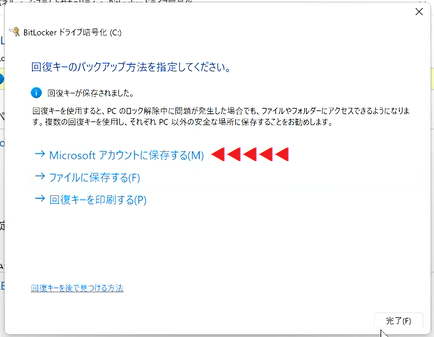 BitLocker ドライブ暗号化 (C:)
回復キーのバックアップ方法を指定してください。
回復キーが保存されました。
回復キーを使用すると、PC のロック解除中に問題が発生した場合でも、ファイルやフォルダーにアクセスできるようになりま
す。複数の回復キーを使用し、それぞれ PC 以外の安全な場所に保存することをお勧めします。
→ Microsoft アカウントに保存する(M)
→ ファイルに保存する(F)
→ 回復キーを印刷する(P)
回復キーを後で見つける方法
完了(F)